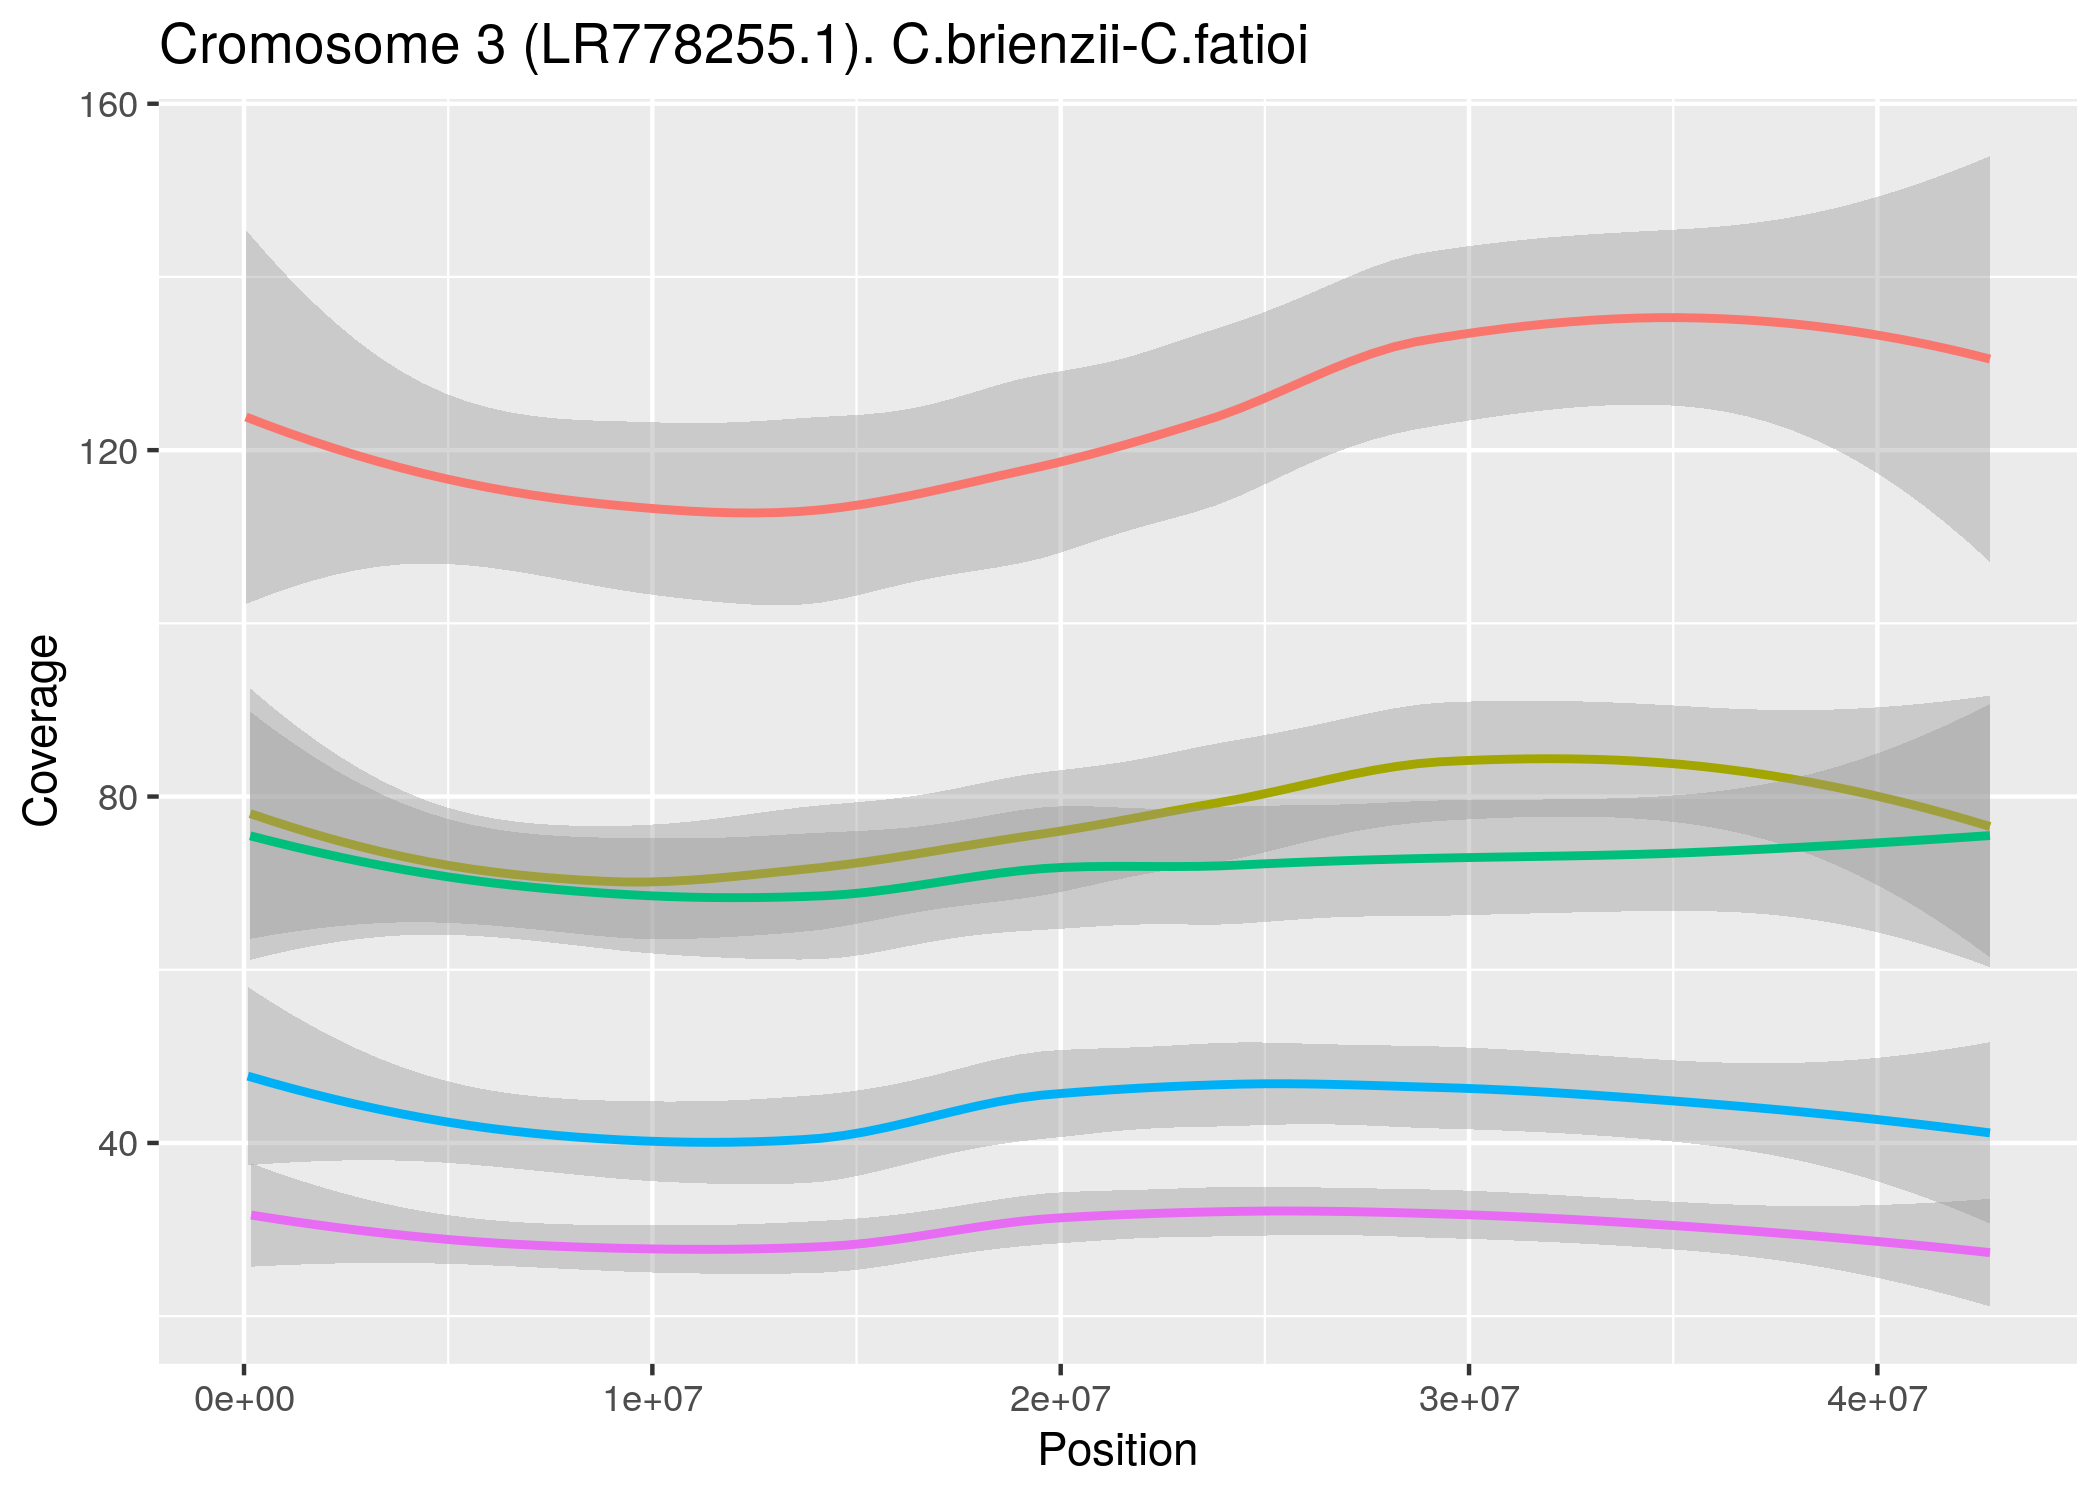 Cromosome 3 (LR778255.1). C.brienzii-C.fatioi
160
120
80
40
Coverage
0e+00 1e+07 2e+07 3e+07 4e+07
Position